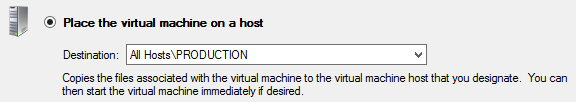 Place the virtual machine on a host
Destination: All Hosts\PRODUCTION
Copies the files associated with the virtual machine to the virtual machine host that you designate. You can
then start the virtual machine immediately if desired.